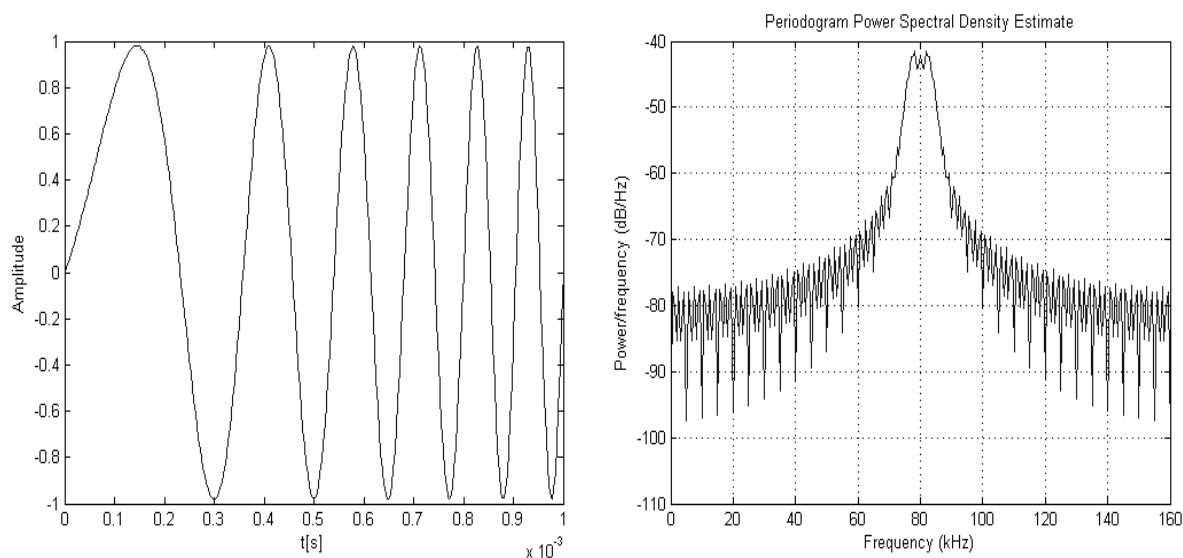 1
0.8
0.6
0.4
0.2
0
-0.2
-0.4
-0.6
-0.8
-1
Amplitude
0 0.1 0.2 0.3 0.4 0.5 0.6 0.7 0.8 0.9 1
t[s]
x 10⁻³
Periodogram Power Spectral Density Estimate
-40
-50
-60
-70
-80
-90
-100
-110
Power/frequency (dB/Hz)
0 20 40 60 80 100 120 140 160
Frequency (kHz)